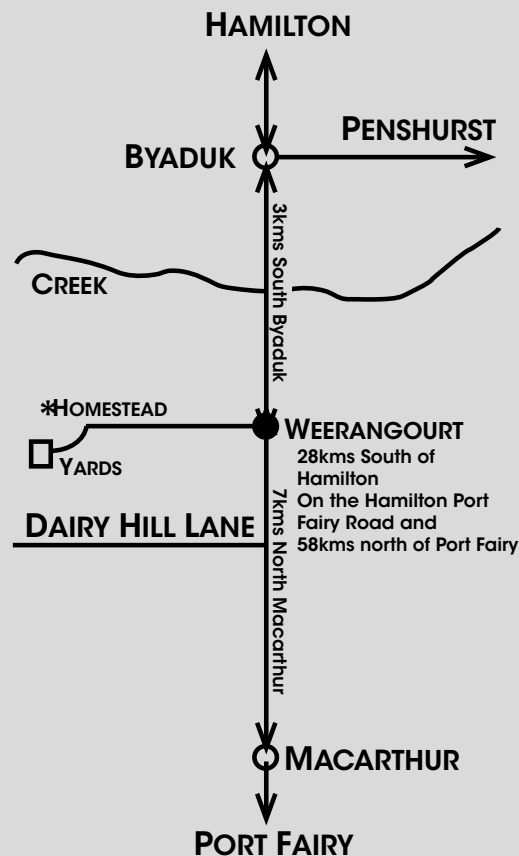 HAMILTON
PENSHURST
BYADUK
3kms South Byaduk
CREEK
*HOMESTEAD
WEERANGOURT
28kms South of
Hamilton
On the Hamilton Port
Fairy Road and
58kms north of Port Fairy
YARDS
7kms North Macarthur
DAIRY HILL LANE
MACARTHUR
PORT FAIRY